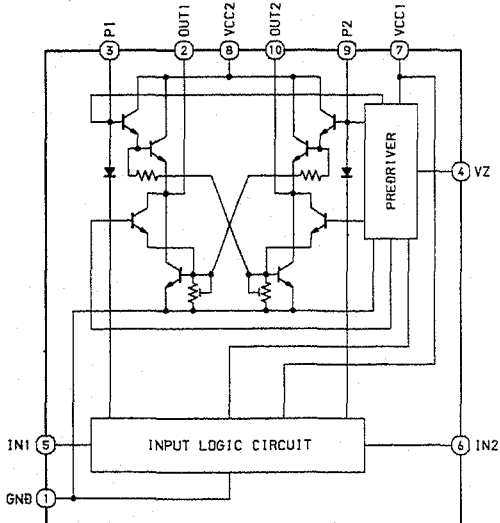 P1 OUT1 VCC2 OUT2 P2 VCC1
3 2 8 10 9 7
PREDRIVER
4 VZ
IN1 5
INPUT LOGIC CIRCUIT
6 IN2
GND 1